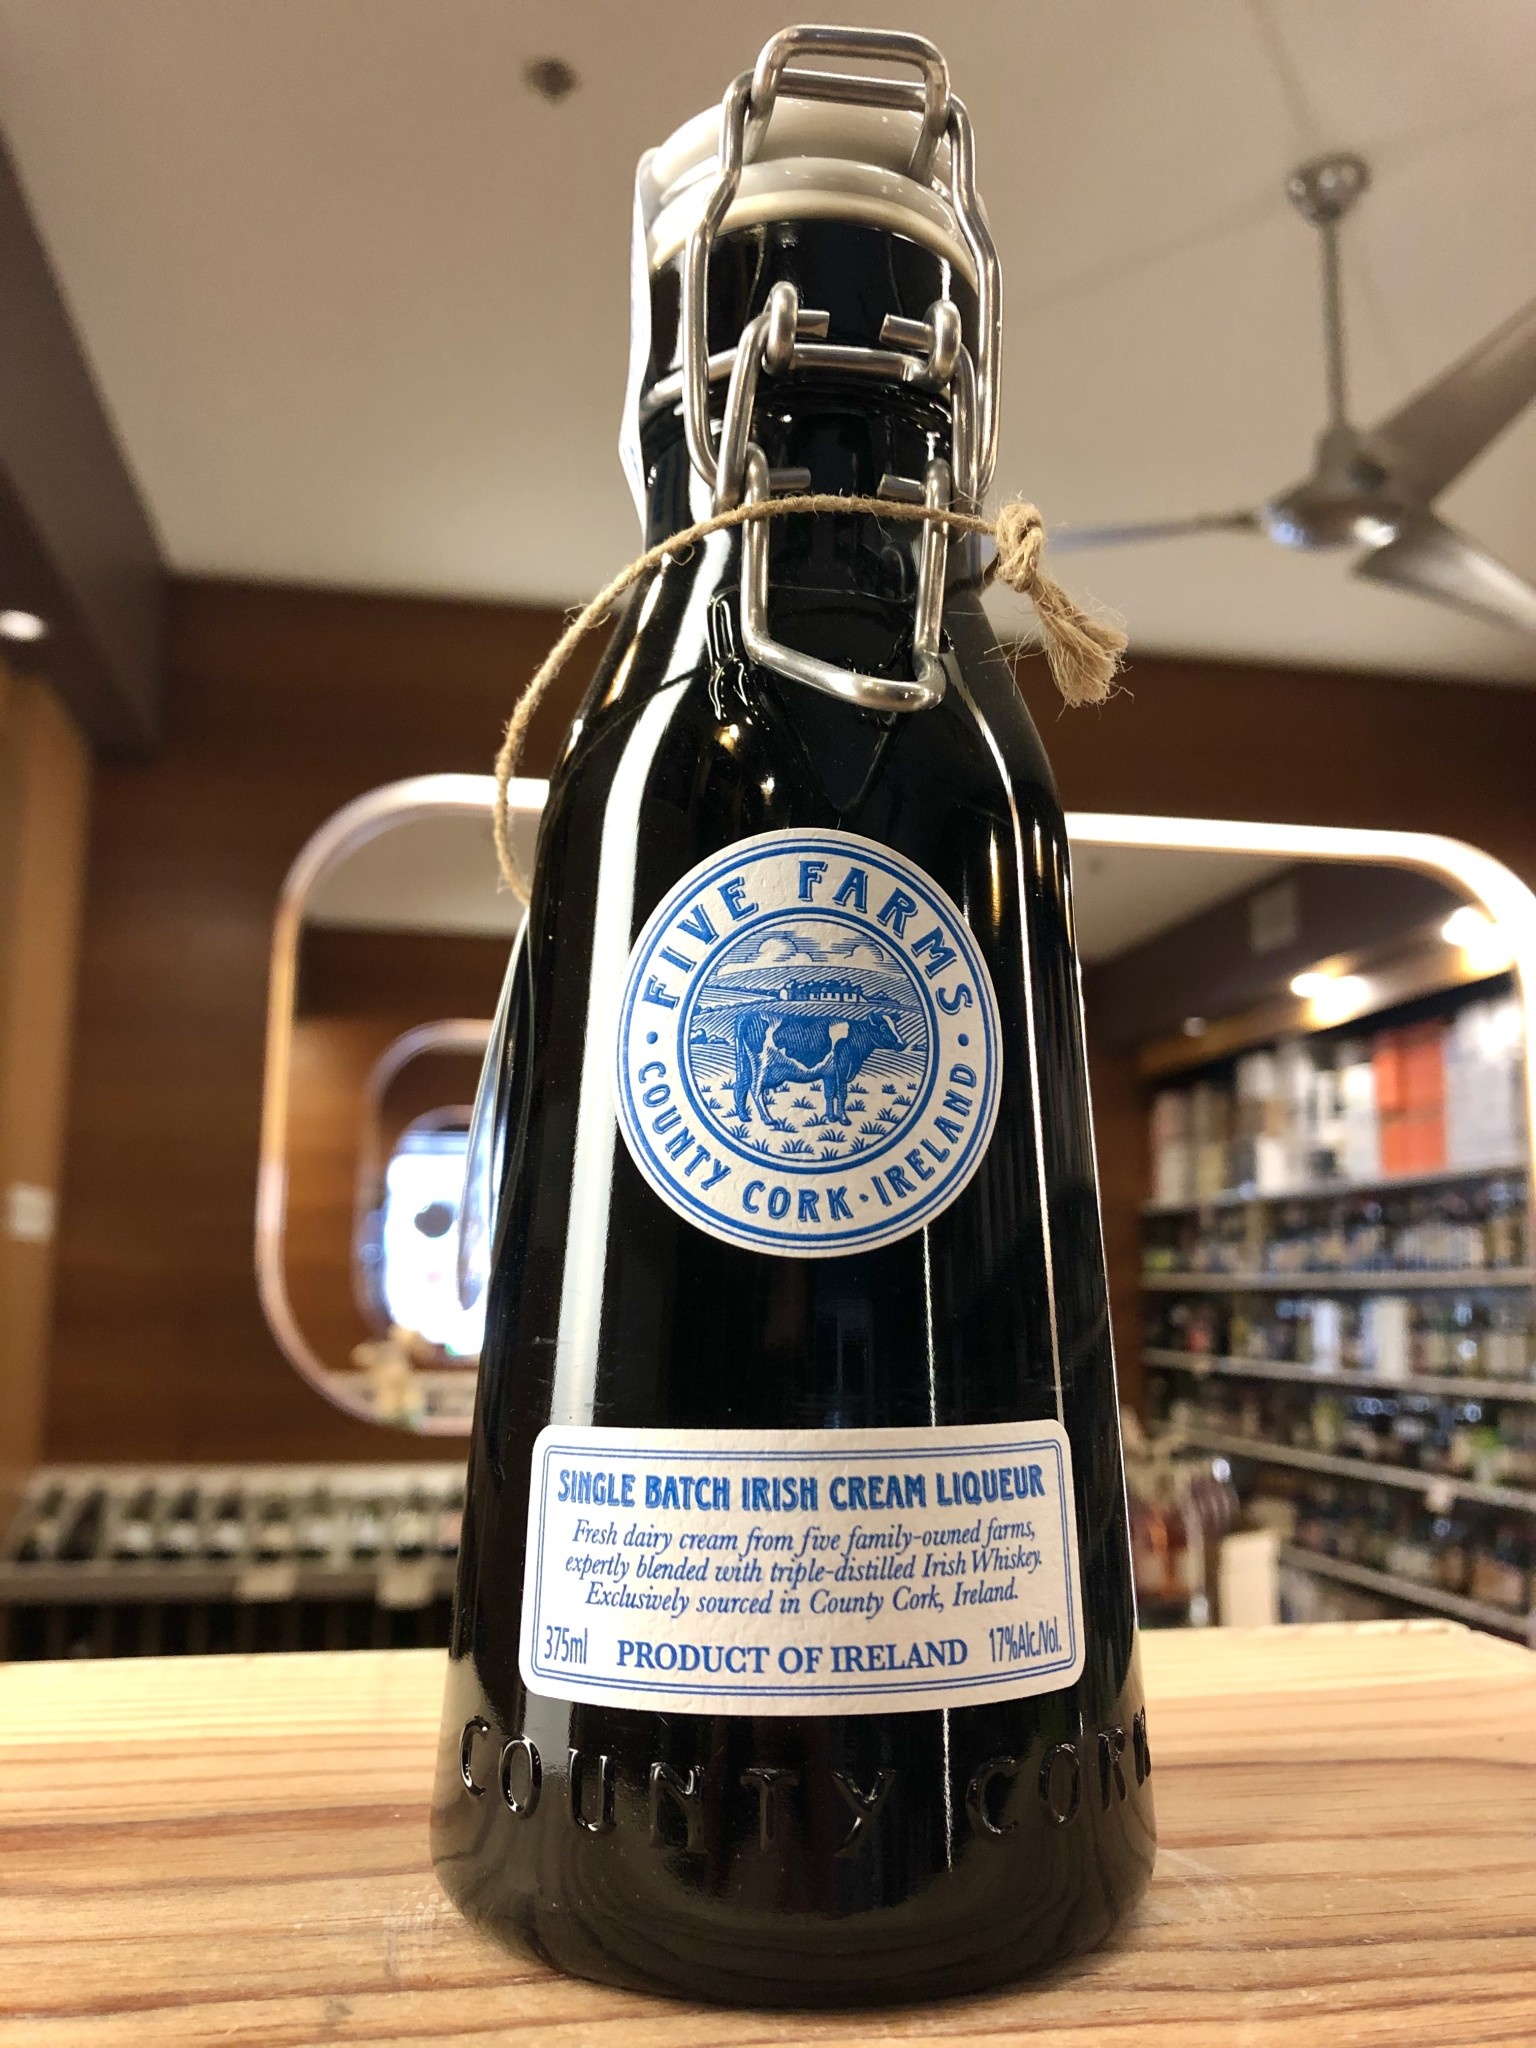 FIVE FARMS
COUNTY CORK · IRELAND
SINGLE BATCH IRISH CREAM LIQUEUR
Fresh dairy cream from five family-owned farms,
expertly blended with triple-distilled Irish Whiskey.
Exclusively sourced in County Cork, Ireland.
375ml PRODUCT OF IRELAND 17%Alc./Vol.
COUNTY CORK